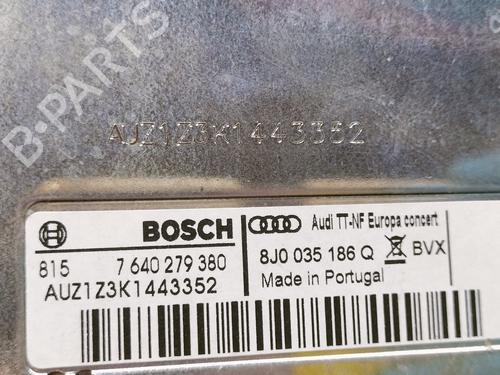 B-PARTS
AUZ1Z3K1443352
BOSCH Audi TT-NF Europa concert
815 7 640 279 380 8J0 035 186 Q BVX
AUZ1Z3K1443352 Made in Portugal